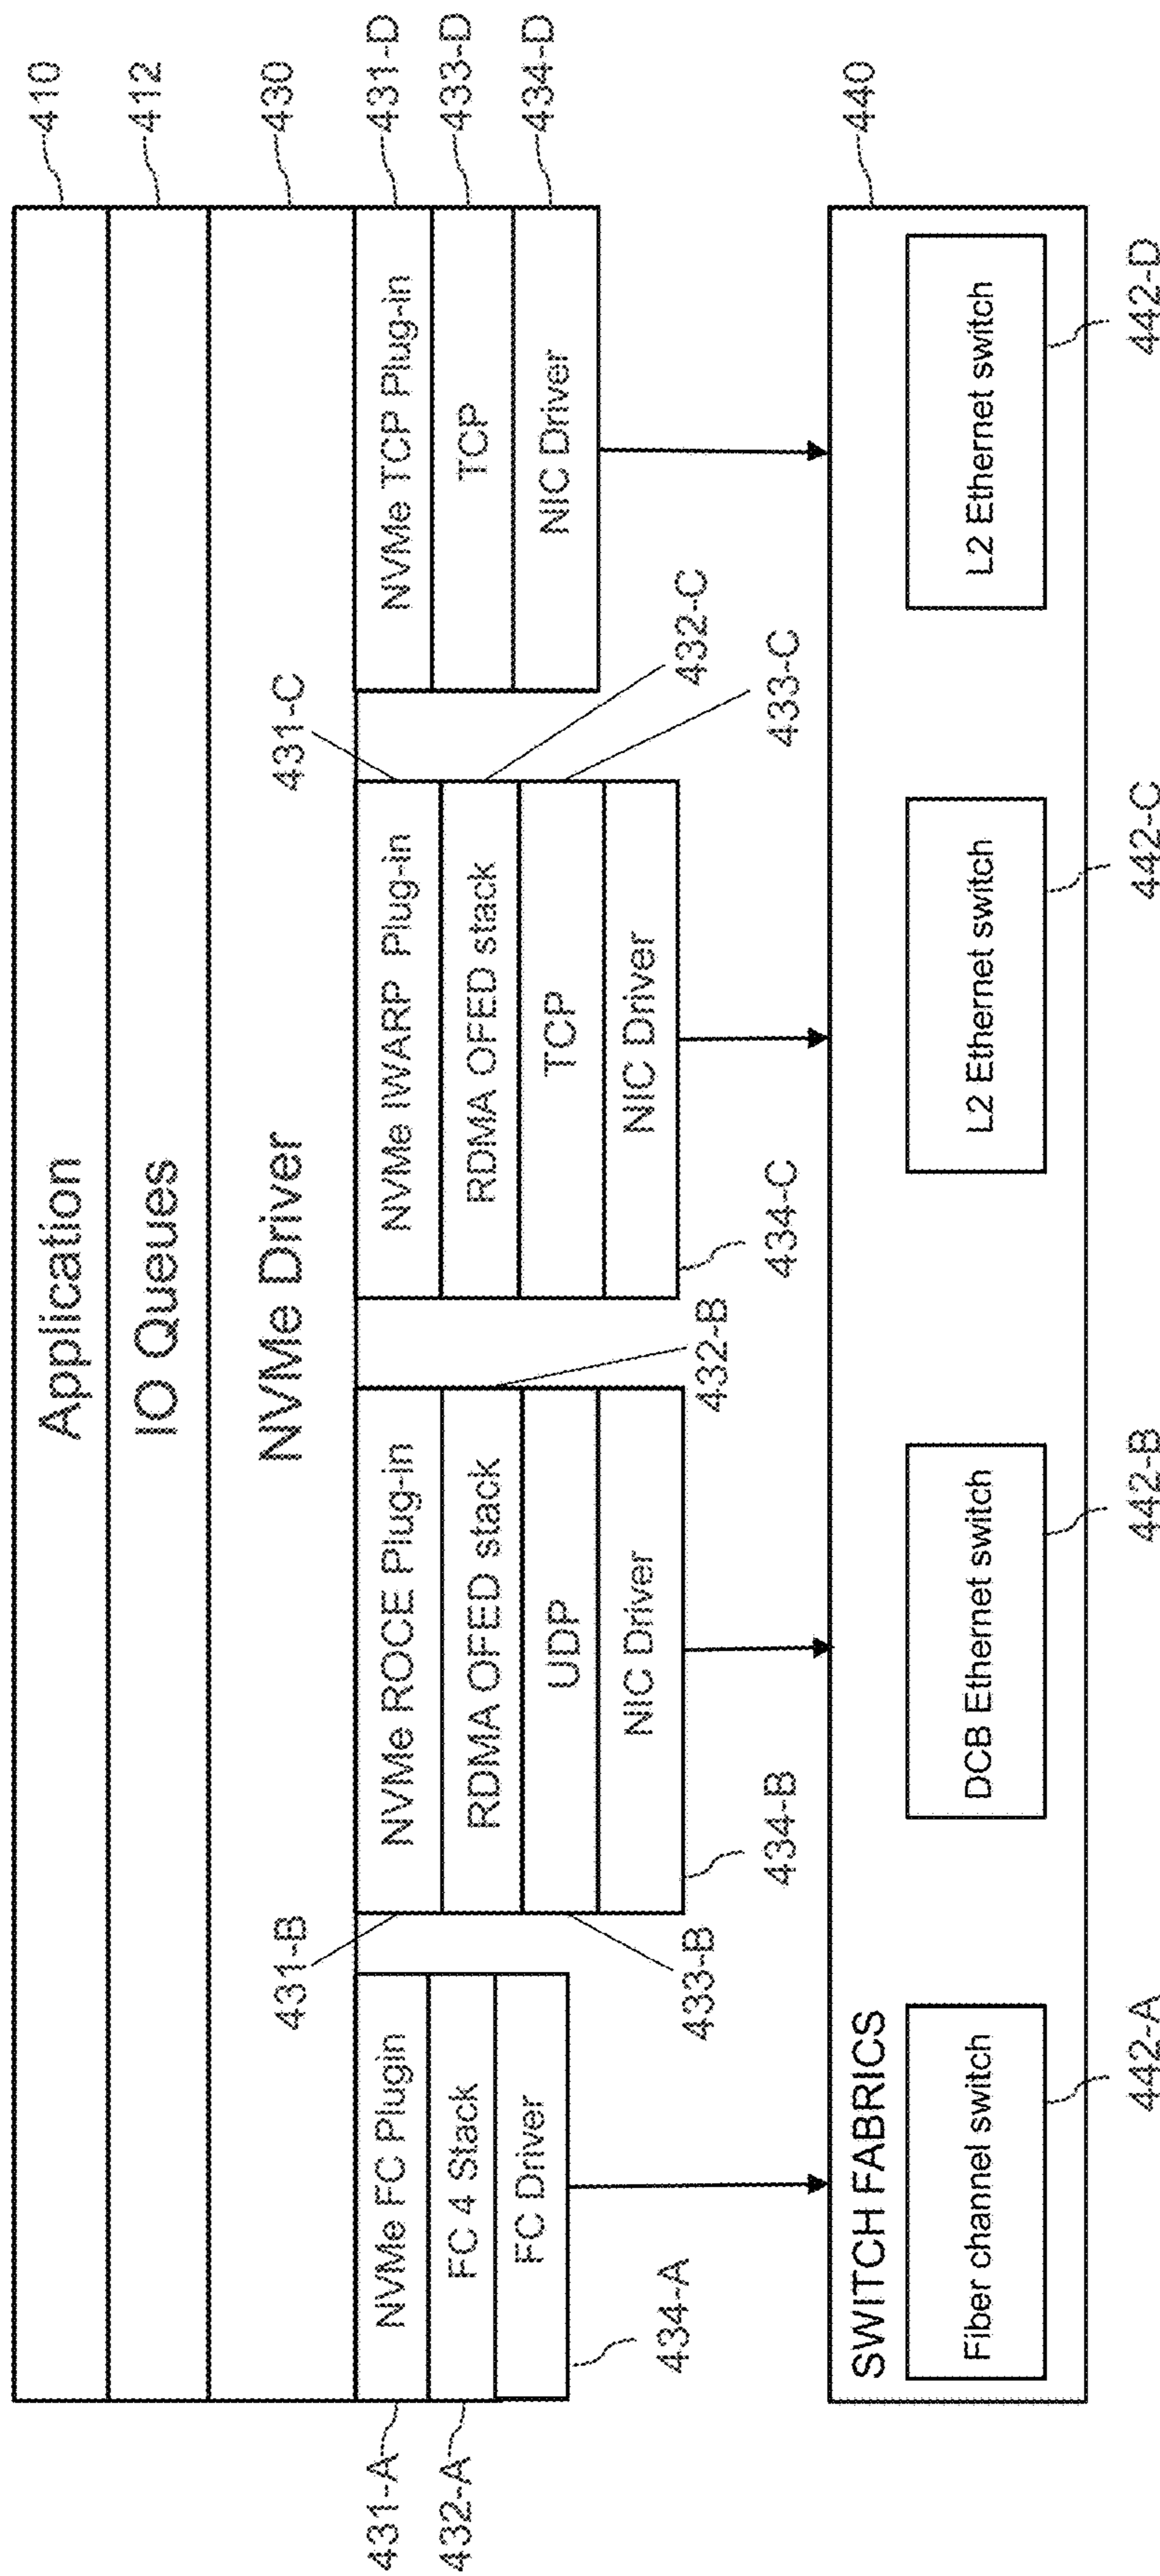 Application
410
IO Queues
412
NVMe Driver
430
431-A
NVMe FC Plugin
432-A
FC 4 Stack
FC Driver
434-A
431-B
NVMe ROCE Plug-in
RDMA OFED stack
432-B
UDP
433-B
NIC Driver
434-B
431-C
NVMe IWARP Plug-in
RDMA OFED stack
432-C
TCP
433-C
NIC Driver
434-C
NVMe TCP Plug-in
431-D
TCP
433-D
NIC Driver
434-D
SWITCH FABRICS
440
Fiber channel switch
442-A
DCB Ethernet switch
442-B
L2 Ethernet switch
442-C
L2 Ethernet switch
442-D